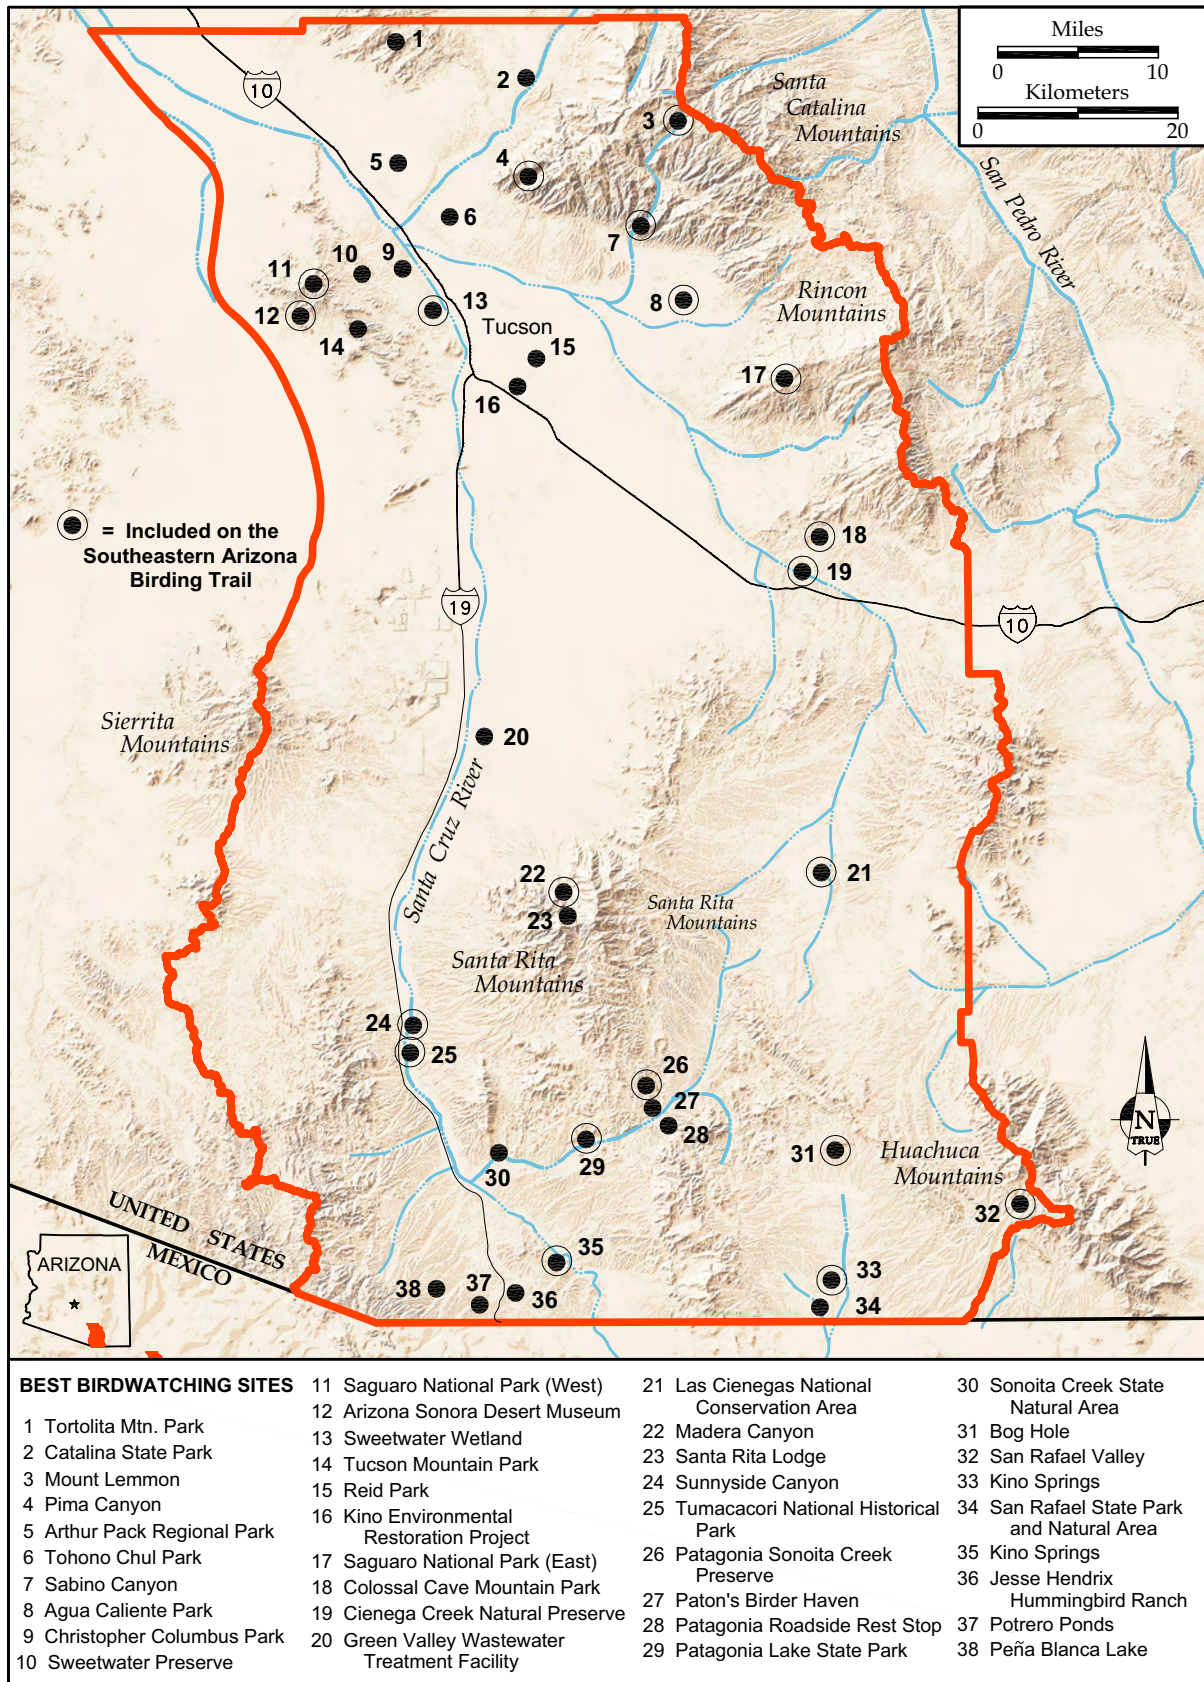 Miles
0 10
Kilometers
0 20
1
10
2
Santa
Catalina
Mountains
3
5
4
San Pedro River
6
7
9
10
11
8
Rincon
Mountains
12
13
14
Tucson
15
17
16
= Included on the
Southeastern Arizona
Birding Trail
18
19
19
10
Sierrita
Mountains
20
Santa Cruz River
21
22
Santa Rita
Mountains
23
Santa Rita
Mountains
24
25
26
27
28
N
TRUE
29
30
31
Huachuca
Mountains
32
UNITED STATES
MEXICO
ARIZONA
35
33
38
37
36
34
BEST BIRDWATCHING SITES
1 Tortolita Mtn. Park
2 Catalina State Park
3 Mount Lemmon
4 Pima Canyon
5 Arthur Pack Regional Park
6 Tohono Chul Park
7 Sabino Canyon
8 Agua Caliente Park
9 Christopher Columbus Park
10 Sweetwater Preserve
11 Saguaro National Park (West)
12 Arizona Sonora Desert Museum
13 Sweetwater Wetland
14 Tucson Mountain Park
15 Reid Park
16 Kino Environmental
Restoration Project
17 Saguaro National Park (East)
18 Colossal Cave Mountain Park
19 Cienega Creek Natural Preserve
20 Green Valley Wastewater
Treatment Facility
21 Las Cienegas National
Conservation Area
22 Madera Canyon
23 Santa Rita Lodge
24 Sunnyside Canyon
25 Tumacacori National Historical
Park
26 Patagonia Sonoita Creek
Preserve
27 Paton's Birder Haven
28 Patagonia Roadside Rest Stop
29 Patagonia Lake State Park
30 Sonoita Creek State
Natural Area
31 Bog Hole
32 San Rafael Valley
33 Kino Springs
34 San Rafael State Park
and Natural Area
35 Kino Springs
36 Jesse Hendrix
Hummingbird Ranch
37 Potrero Ponds
38 Peña Blanca Lake